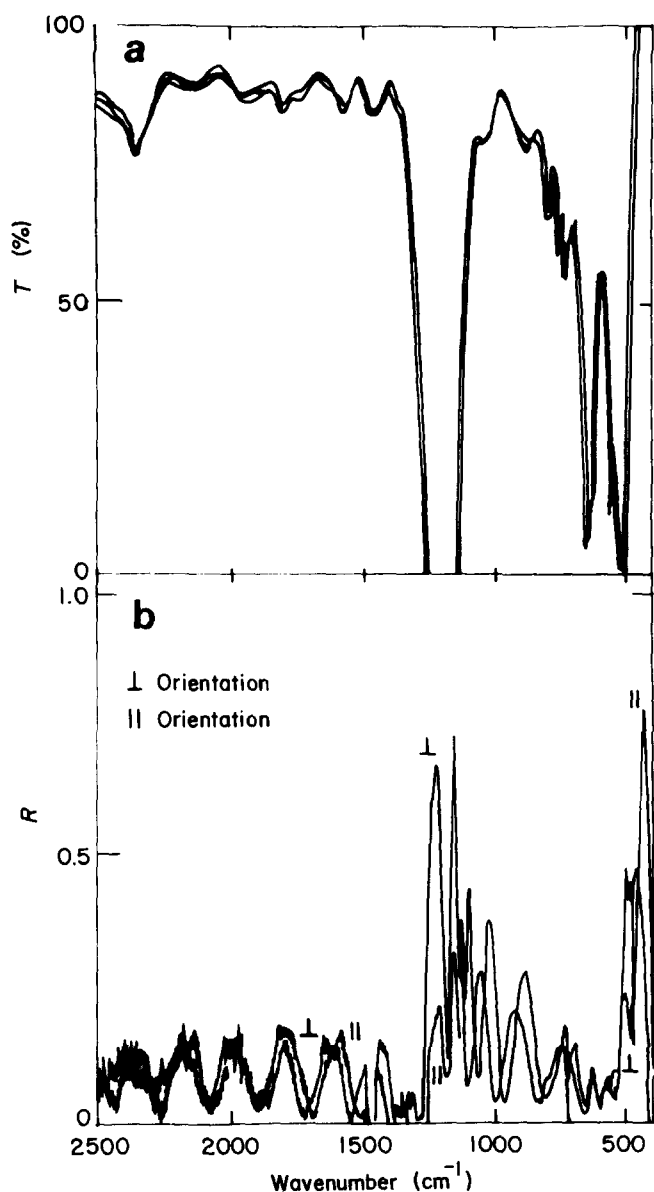 100
a
T (%)
50
0
1.0
b
⊥ Orientation
|| Orientation
||
⊥
R
0.5
⊥
||
||
⊥
0
2500
2000
1500
1000
500
Wavenumber (cm⁻¹)